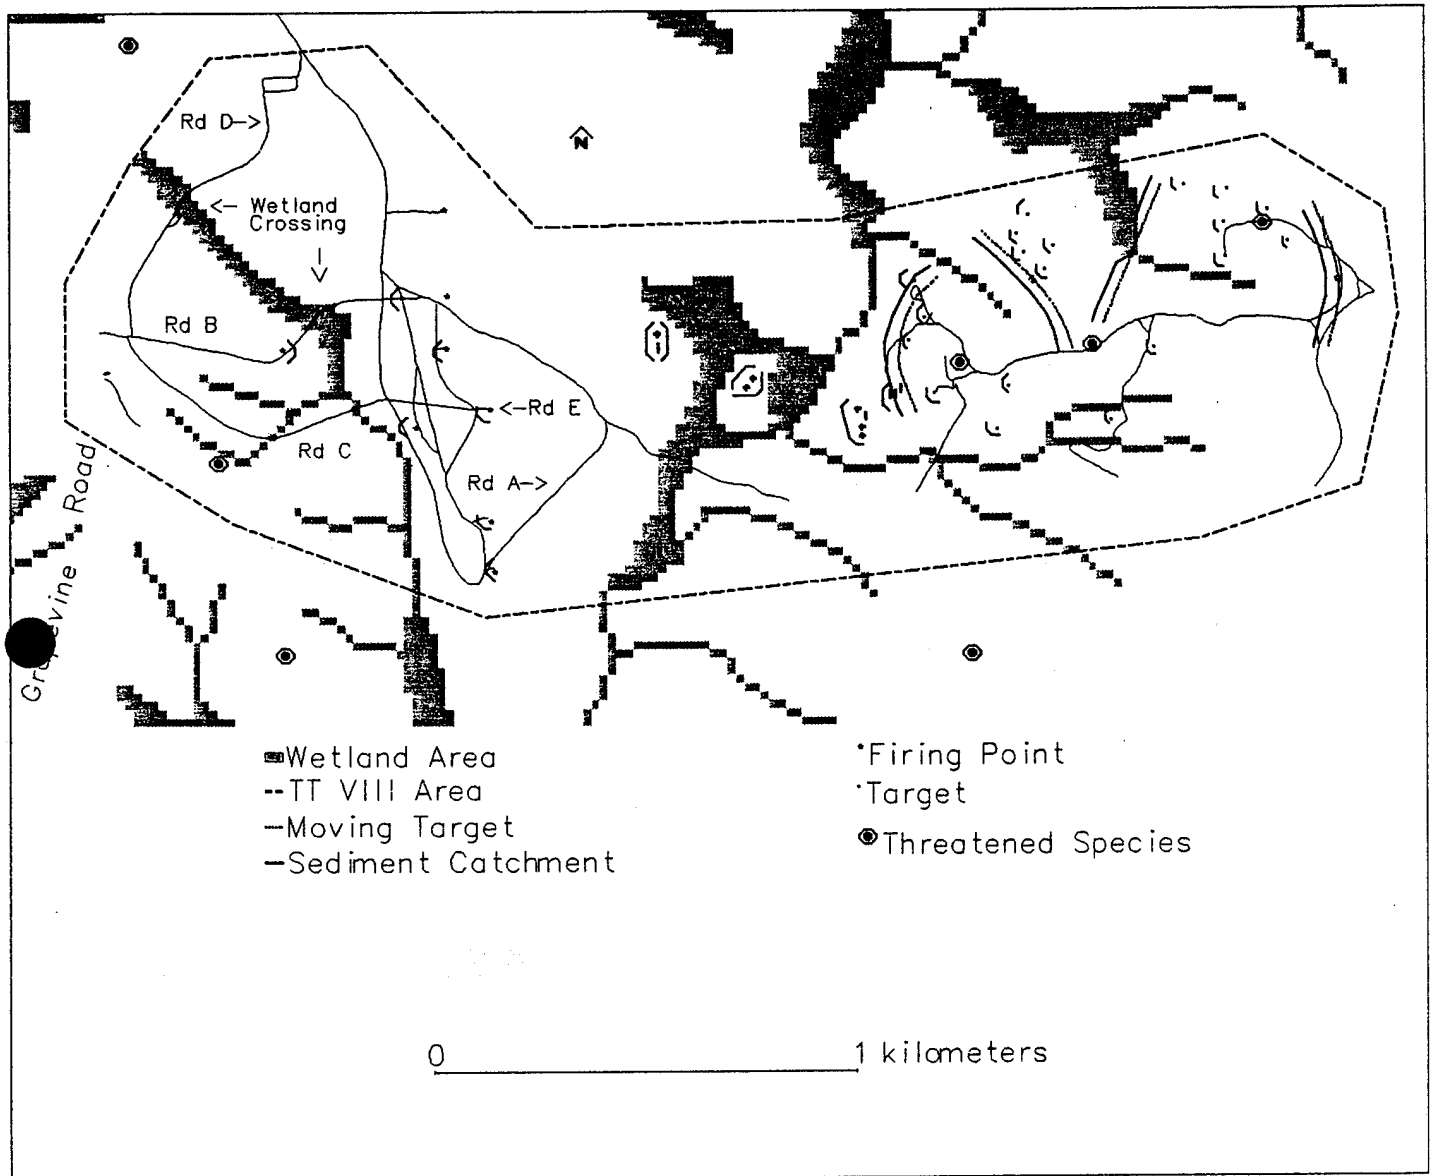 Rd D->
N
<- Wetland
Crossing
Rd B
<-Rd E
Rd C
Rd A->
Grapevine Road
Wetland Area
TT VIII Area
Moving Target
Sediment Catchment
Firing Point
Target
Threatened Species
0 1 kilometers